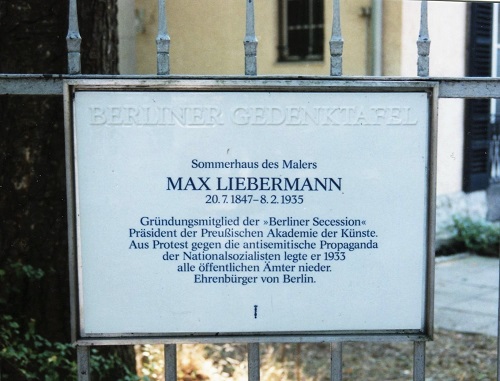 BERLINER GEDENKTAFEL
Sommerhaus des Malers
MAX LIEBERMANN
20.7.1847–8.2.1935
Gründungsmitglied der »Berliner Secession«
Präsident der Preußischen Akademie der Künste.
Aus Protest gegen die antisemitische Propaganda
der Nationalsozialisten legte er 1933
alle öffentlichen Ämter nieder.
Ehrenbürger von Berlin.